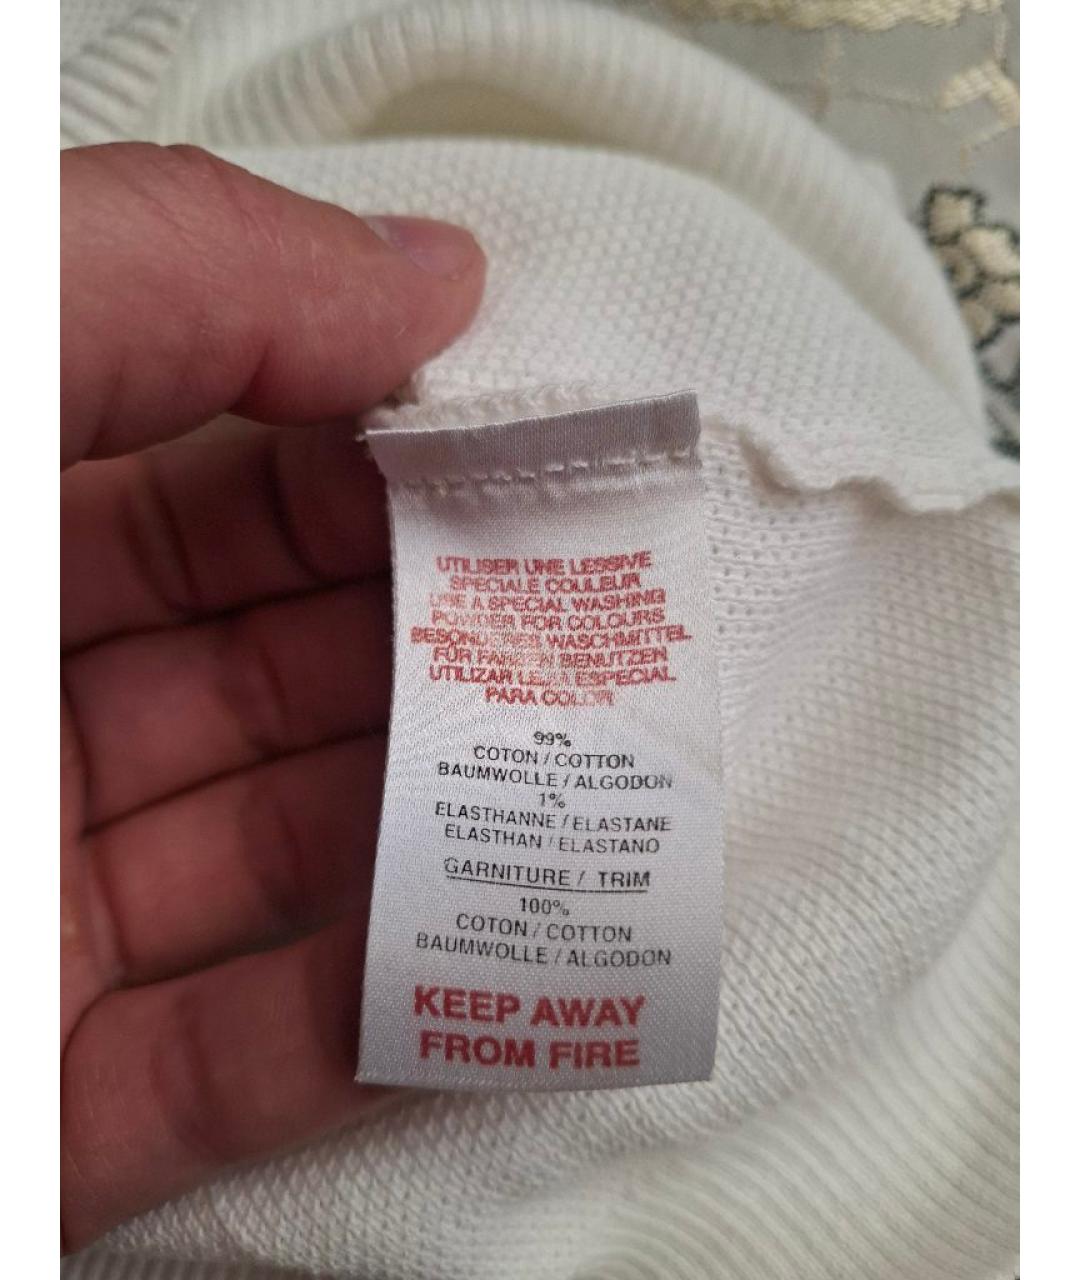 UTILISER UNE LESSIVE
SPECIALE COULEUR
USE A SPECIAL WASHING
POWDER FOR COLOURS
BESONDERES WASCHMITTEL
FÜR FARBEN BENUTZEN
UTILIZAR LEJIA ESPECIAL
PARA COLOR
99%
COTON / COTTON
BAUMWOLLE / ALGODON
1%
ELASTHANNE / ELASTANE
ELASTHAN / ELASTANO
GARNITURE / TRIM
100%
COTON / COTTON
BAUMWOLLE / ALGODON
KEEP AWAY
FROM FIRE